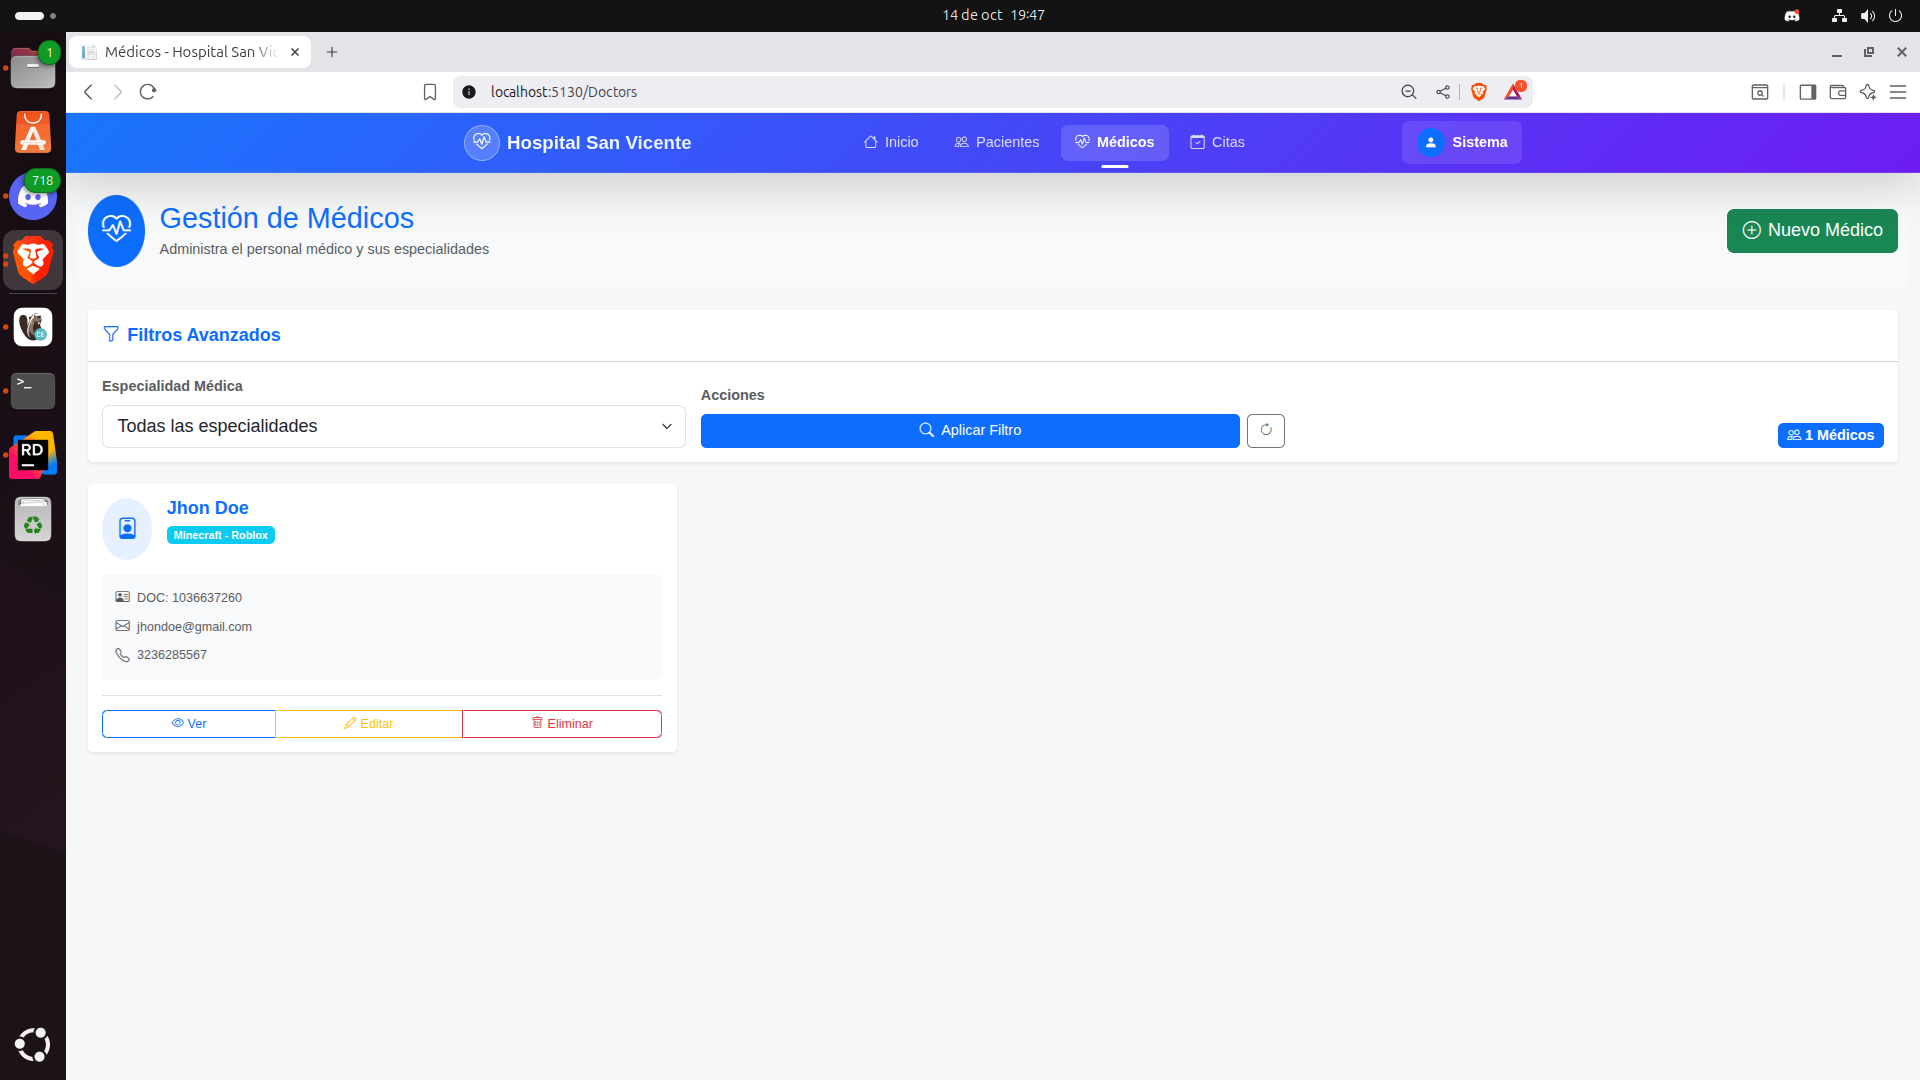 14 de oct 19:47
1
Médicos - Hospital San Vic
localhost:5130/Doctors
1
718
Hospital San Vicente
Inicio
Pacientes
Médicos
Citas
Sistema
Gestión de Médicos
Administra el personal médico y sus especialidades
Nuevo Médico
Filtros Avanzados
Especialidad Médica
Acciones
Todas las especialidades
Aplicar Filtro
1 Médicos
Jhon Doe
Minecraft - Roblox
DOC: 1036637260
jhondoe@gmail.com
3236285567
Ver
Editar
Eliminar
>_
RD